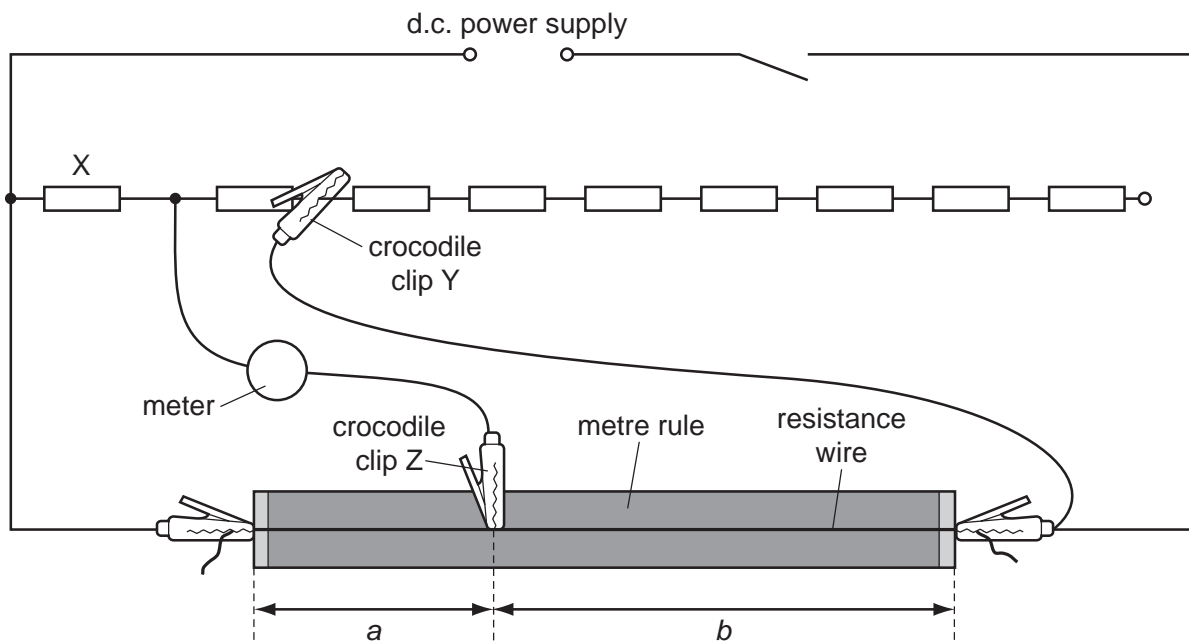 d.c. power supply
X
crocodile
clip Y
meter
crocodile
clip Z
metre rule
resistance
wire
a
b